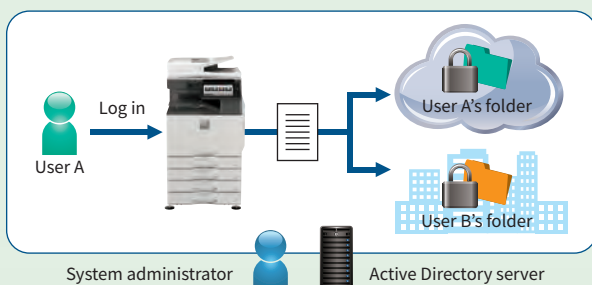 Log in
User A
User A's folder
User B's folder
System administrator
Active Directory server